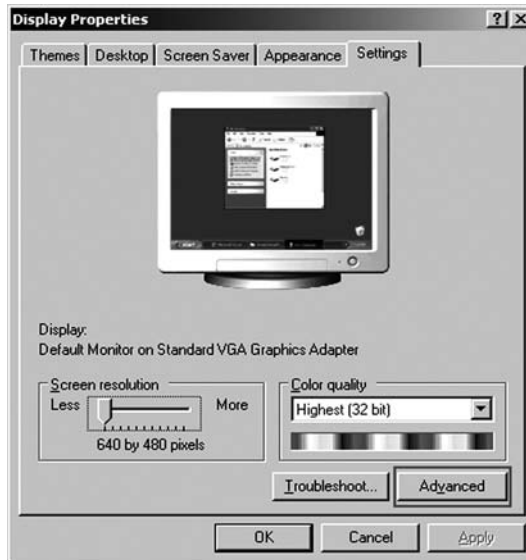 Display Properties
Themes Desktop Screen Saver Appearance Settings
Display:
Default Monitor on Standard VGA Graphics Adapter
Screen resolution
Less More
640 by 480 pixels
Color quality
Highest (32 bit)
Troubleshoot... Advanced
OK Cancel Apply